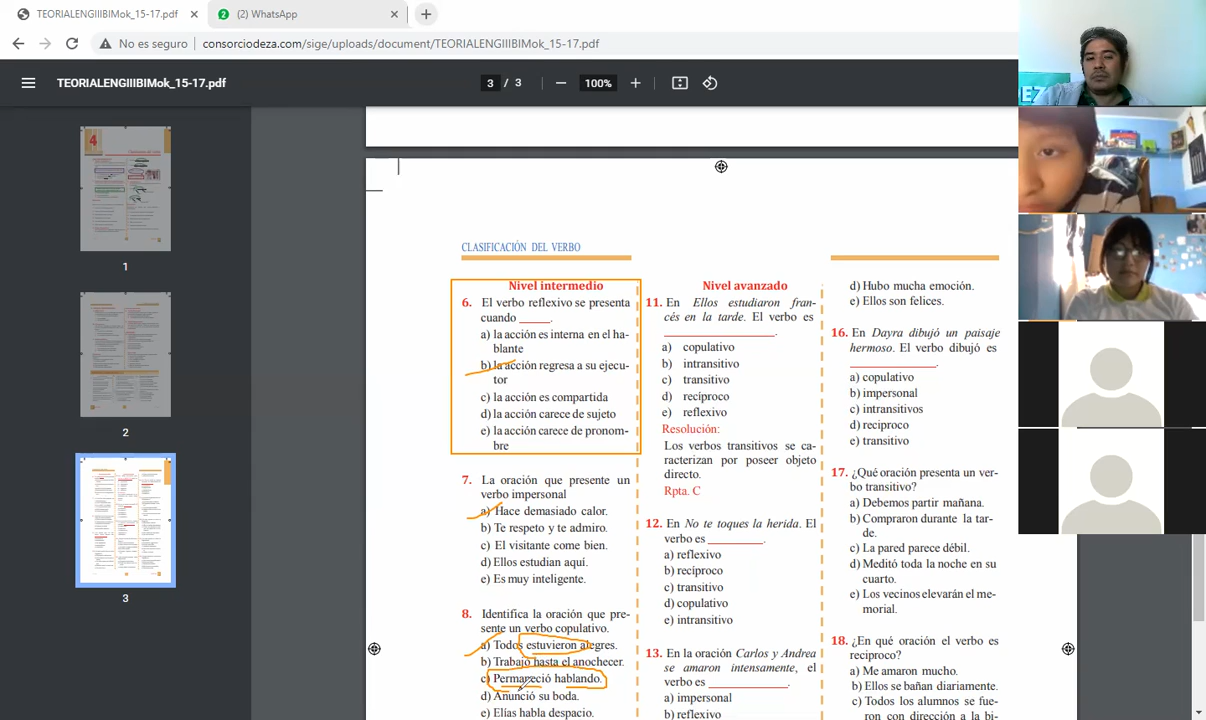 TEORIALENGIIIBIMok_15-17.pdf
(2) WhatsApp
No es seguro
consorciodeza.com/sige/uploads/document/TEORIALENGIIIBIMok_15-17.pdf
TEORIALENGIIIBIMok_15-17.pdf
3 / 3
100%
1
2
3
CLASIFICACIÓN DEL VERBO
Nivel intermedio
6. El verbo reflexivo se presenta
cuando _____.
a) la acción es interna en el ha-
blante
b) la acción regresa a su ejecu-
tor
c) la acción es compartida
d) la acción carece de sujeto
e) la acción carece de pronom-
bre
7. La oración que presente un
verbo impersonal
a) Hace demasiado calor.
b) Te respeto y te admiro.
c) El visitante come bien.
d) Ellos estudian aquí.
e) Es muy inteligente.
8. Identifica la oración que pre-
sente un verbo copulativo.
a) Todos estuvieron alegres.
b) Trabajo hasta el anochecer.
c) Permaneció hablando.
d) Anunció su boda.
e) Elías habla despacio.
Nivel avanzado
11. En Ellos estudiaron fran-
cés en la tarde. El verbo es
__________________.
a) copulativo
b) intransitivo
c) transitivo
d) recíproco
e) reflexivo
Resolución:
Los verbos transitivos se ca-
racterizan por poseer objeto
directo.
Rpta. C
12. En No te toques la herida. El
verbo es _________.
a) reflexivo
b) recíproco
c) transitivo
d) copulativo
e) intransitivo
13. En la oración Carlos y Andrea
se amaron intensamente, el
verbo es _____________.
a) impersonal
b) reflexivo
d) Hubo mucha emoción.
e) Ellos son felices.
16. En Dayra dibujó un paisaje
hermoso. El verbo dibujó es
______________.
a) copulativo
b) impersonal
c) intransitivos
d) reciproco
e) transitivo
17. ¿Qué oración presenta un ver-
bo transitivo?
a) Debemos partir mañana.
b) Compraron durante la tar-
de.
c) La pared parece débil.
d) Meditó toda la noche en su
cuarto.
e) Los vecinos elevarán el me-
morial.
18. ¿En qué oración el verbo es
reciproco?
a) Me amaron mucho.
b) Ellos se bañan diariamente.
c) Todos los alumnos se fue-
ron con dirección a la bi-